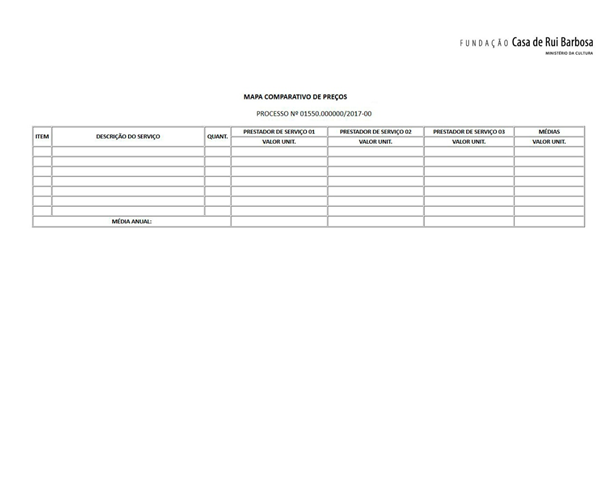 FUNDAÇÃO Casa de Rui Barbosa
MINISTÉRIO DA CULTURA
MAPA COMPARATIVO DE PREÇOS
PROCESSO Nº 01550.000000/2017-00
ITEM DESCRIÇÃO DO SERVIÇO QUANT. PRESTADOR DE SERVIÇO 01 PRESTADOR DE SERVIÇO 02 PRESTADOR DE SERVIÇO 03 MÉDIAS
VALOR UNIT. VALOR UNIT. VALOR UNIT. VALOR UNIT.
MÉDIA ANUAL: